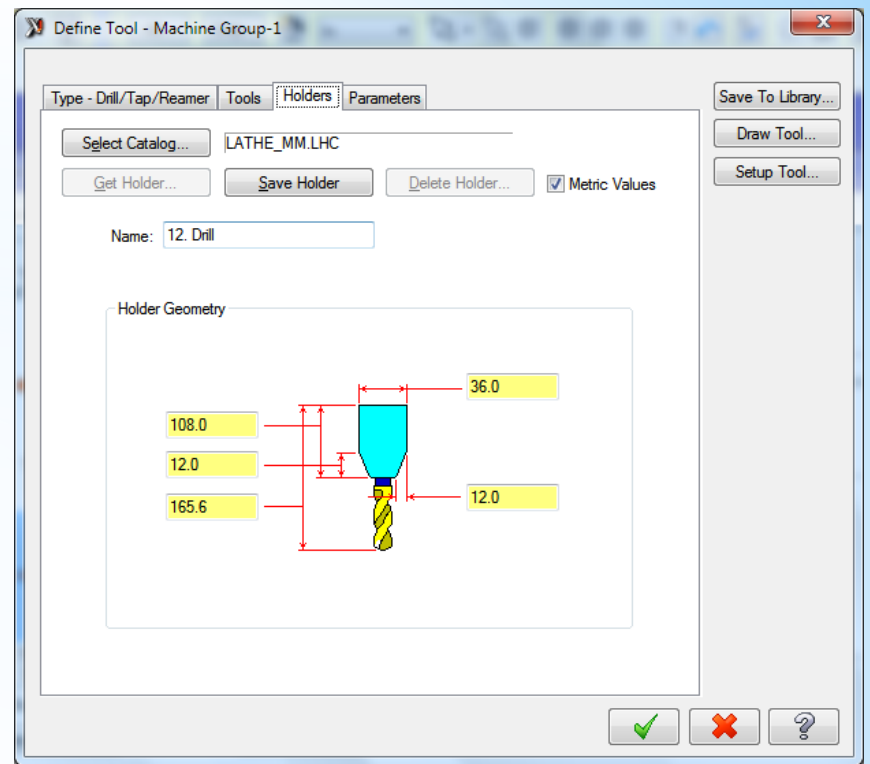 Define Tool - Machine Group-1
Type - Drill/Tap/Reamer Tools Holders Parameters
Save To Library...
Select Catalog... LATHE_MM.LHC
Draw Tool...
Get Holder... Save Holder Delete Holder... Metric Values
Setup Tool...
Name: 12. Drill
Holder Geometry
36.0
108.0
12.0
12.0
165.6